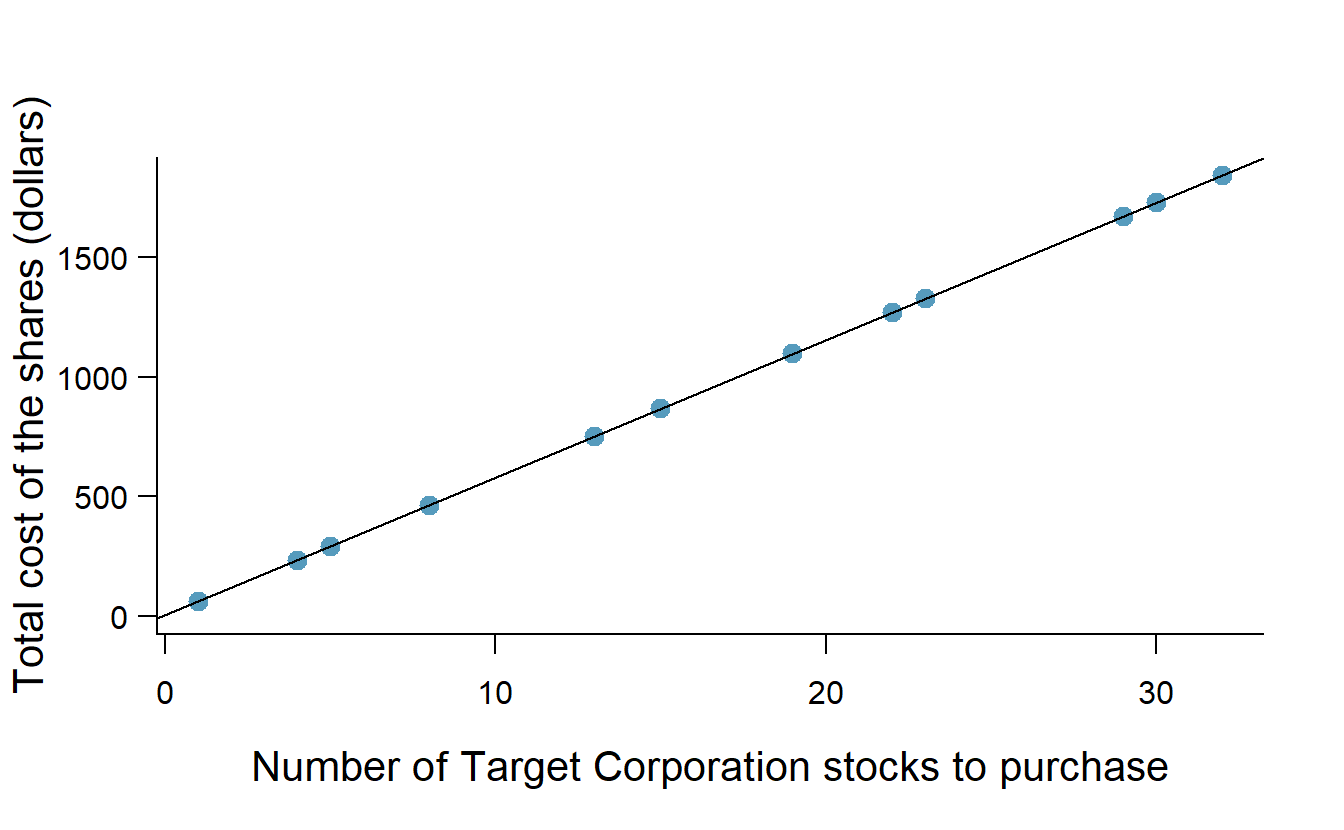 Total cost of the shares (dollars)
1500
1000
500
0
0 10 20 30
Number of Target Corporation stocks to purchase